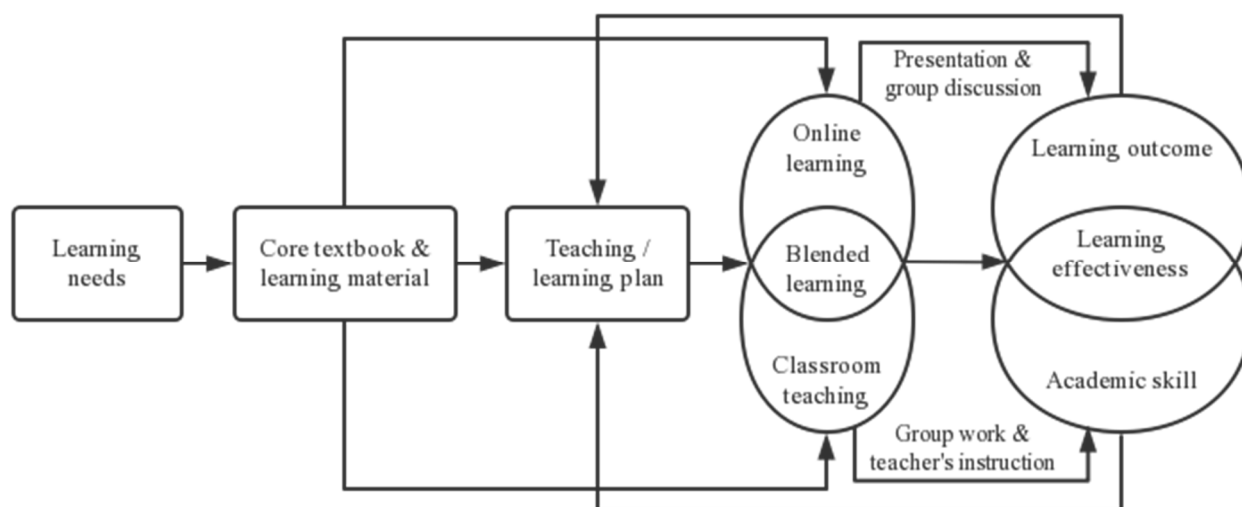 Learning
needs
Core textbook &
learning material
Teaching /
learning plan
Online
learning
Blended
learning
Classroom
teaching
Presentation &
group discussion
Group work &
teacher's instruction
Learning outcome
Learning
effectiveness
Academic skill